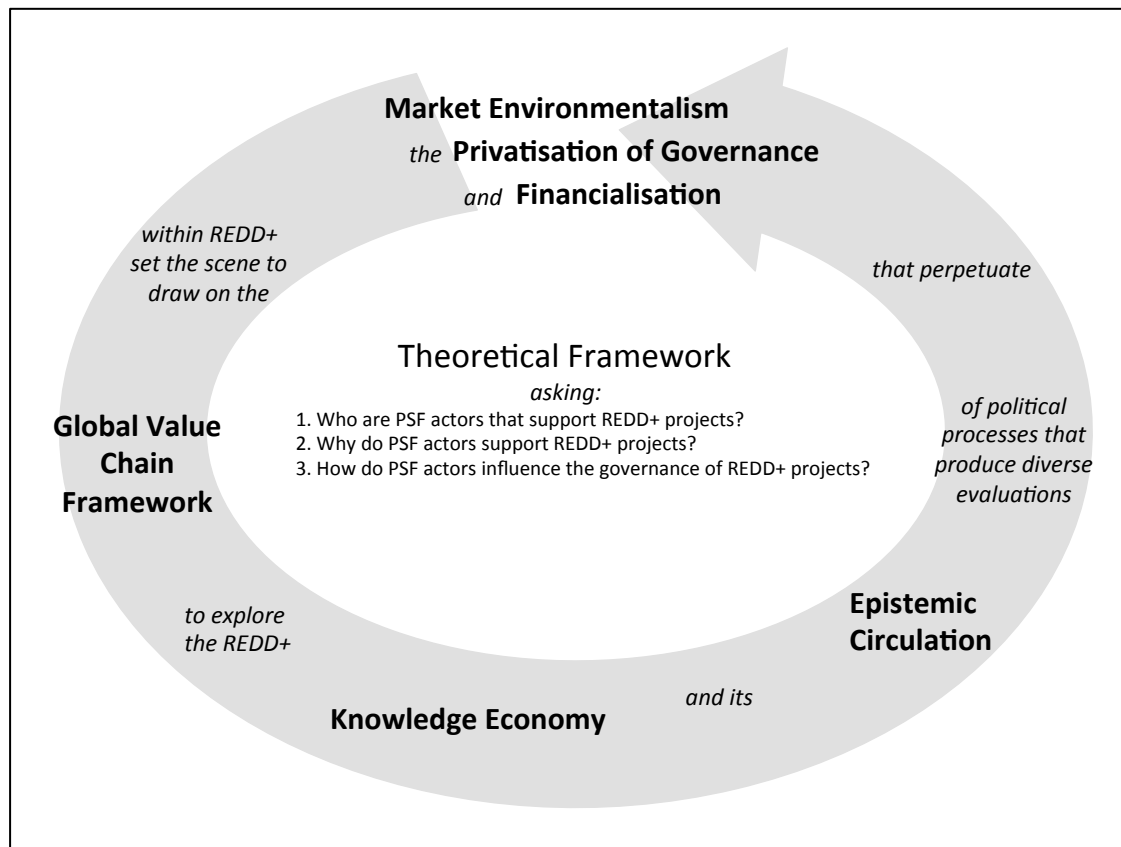 Market Environmentalism
the Privatisation of Governance
and Financialisation
within REDD+
set the scene to
draw on the
Global Value
Chain
Framework
to explore
the REDD+
Knowledge Economy
and its
Epistemic
Circulation
of political
processes that
produce diverse
evaluations
that perpetuate
Theoretical Framework
asking:
1. Who are PSF actors that support REDD+ projects?
2. Why do PSF actors support REDD+ projects?
3. How do PSF actors influence the governance of REDD+ projects?